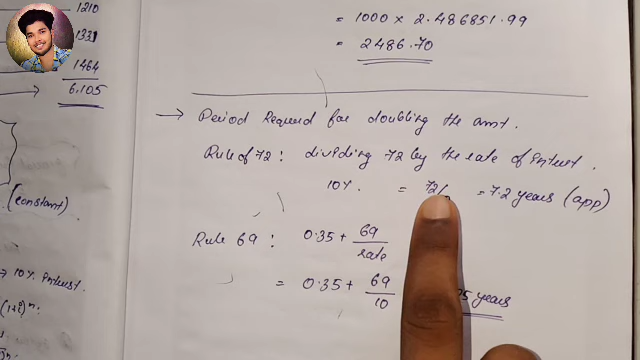 1210
1331
1464
6.105
(constant)
→ 10% Interest.
(1+i)ⁿ.
= 1000 × 2.486851.99
= 2486.70
→ Period Required for doubling the amt.
Rule of 72 : dividing 72 by the rate of interest.
10% = 72/ = 7.2 years (app)
Rule 69 : 0.35 + 69/rate
= 0.35 + 69/10 years